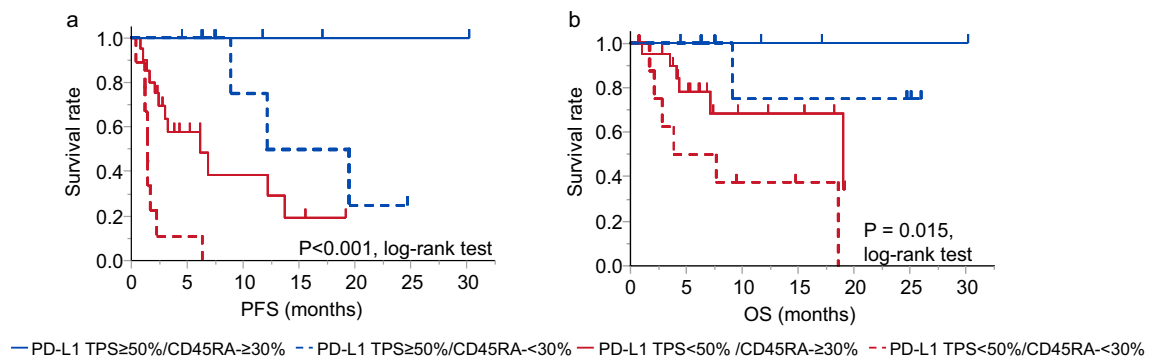 a
1.0
0.8
0.6
0.4
0.2
0.0
Survival rate
P<0.001, log-rank test
0 5 10 15 20 25 30
PFS (months)
b
1.0
0.8
0.6
0.4
0.2
0.0
Survival rate
P = 0.015,
log-rank test
0 5 10 15 20 25 30
OS (months)
PD-L1 TPS≥50%/CD45RA-≥30% PD-L1 TPS≥50%/CD45RA-<30% PD-L1 TPS<50% /CD45RA-≥30% PD-L1 TPS<50%/CD45RA-<30%